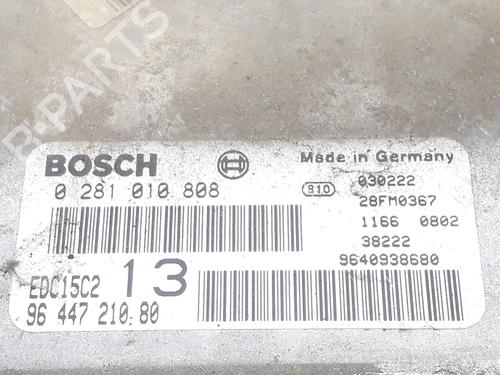 B-PARTS
BOSCH
Made in Germany
0 281 010 808
S10
030222
28FM0367
1166 0802
38222
9640938680
EDC15C2
13
96 447 210.80